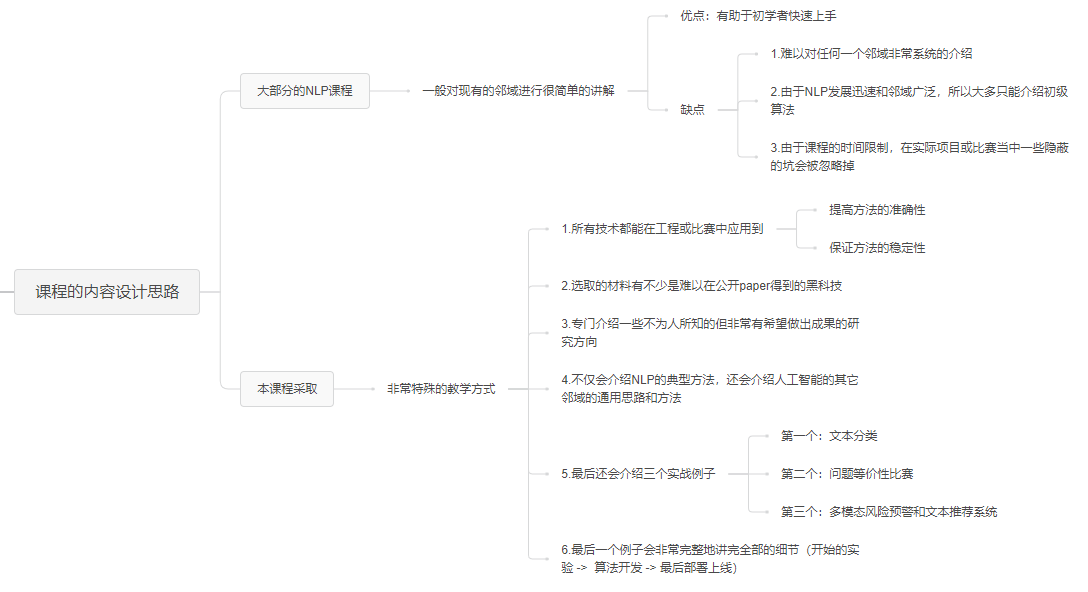 课程的内容设计思路
大部分的NLP课程
一般对现有的邻域进行很简单的讲解
优点：有助于初学者快速上手
缺点
1.难以对任何一个邻域非常系统的介绍
2.由于NLP发展迅速和邻域广泛，所以大多只能介绍初级
算法
3.由于课程的时间限制，在实际项目或比赛当中一些隐蔽
的坑会被忽略掉
本课程采取
非常特殊的教学方式
1.所有技术都能在工程或比赛中应用到
提高方法的准确性
保证方法的稳定性
2.选取的材料有不少是难以在公开paper得到的黑科技
3.专门介绍一些不为人所知的但非常有希望做出成果的研
究方向
4.不仅会介绍NLP的典型方法，还会介绍人工智能的其它
邻域的通用思路和方法
5.最后还会介绍三个实战例子
第一个：文本分类
第二个：问题等价性比赛
第三个：多模态风险预警和文本推荐系统
6.最后一个例子会非常完整地讲完全部的细节（开始的实
验 -> 算法开发 -> 最后部署上线）